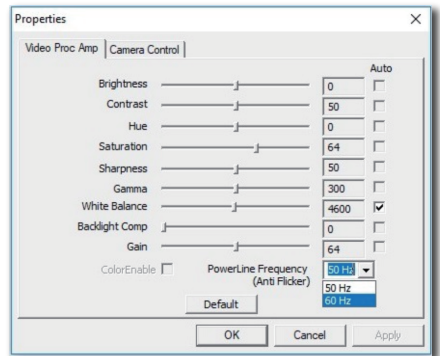 Properties
Video Proc Amp Camera Control
Auto
Brightness 0
Contrast 50
Hue 0
Saturation 64
Sharpness 50
Gamma 300
White Balance 4600
Backlight Comp 0
Gain 64
ColorEnable PowerLine Frequency 50 Hz
(Anti Flicker)
50 Hz
60 Hz
Default
OK Cancel Apply